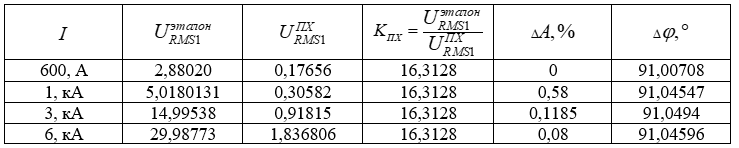 I U^{эталон}_{RMS1} U^{ПХ}_{RMS1} K_{ПХ} = U^{эталон}_{RMS1} / U^{ПХ}_{RMS1} ΔA,% Δφ,°
600, А 2,88020 0,17656 16,3128 0 91,00708
1, кА 5,0180131 0,30582 16,3128 0,58 91,04547
3, кА 14,99538 0,91815 16,3128 0,1185 91,0494
6, кА 29,98773 1,836806 16,3128 0,08 91,04596